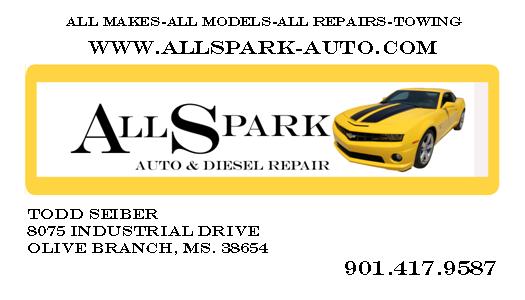 ALL MAKES-ALL MODELS-ALL REPAIRS-TOWING
WWW.ALLSPARK-AUTO.COM
ALLSPARK
AUTO & DIESEL REPAIR
TODD SEIBER
8075 INDUSTRIAL DRIVE
OLIVE BRANCH, MS. 38654
901.417.9587